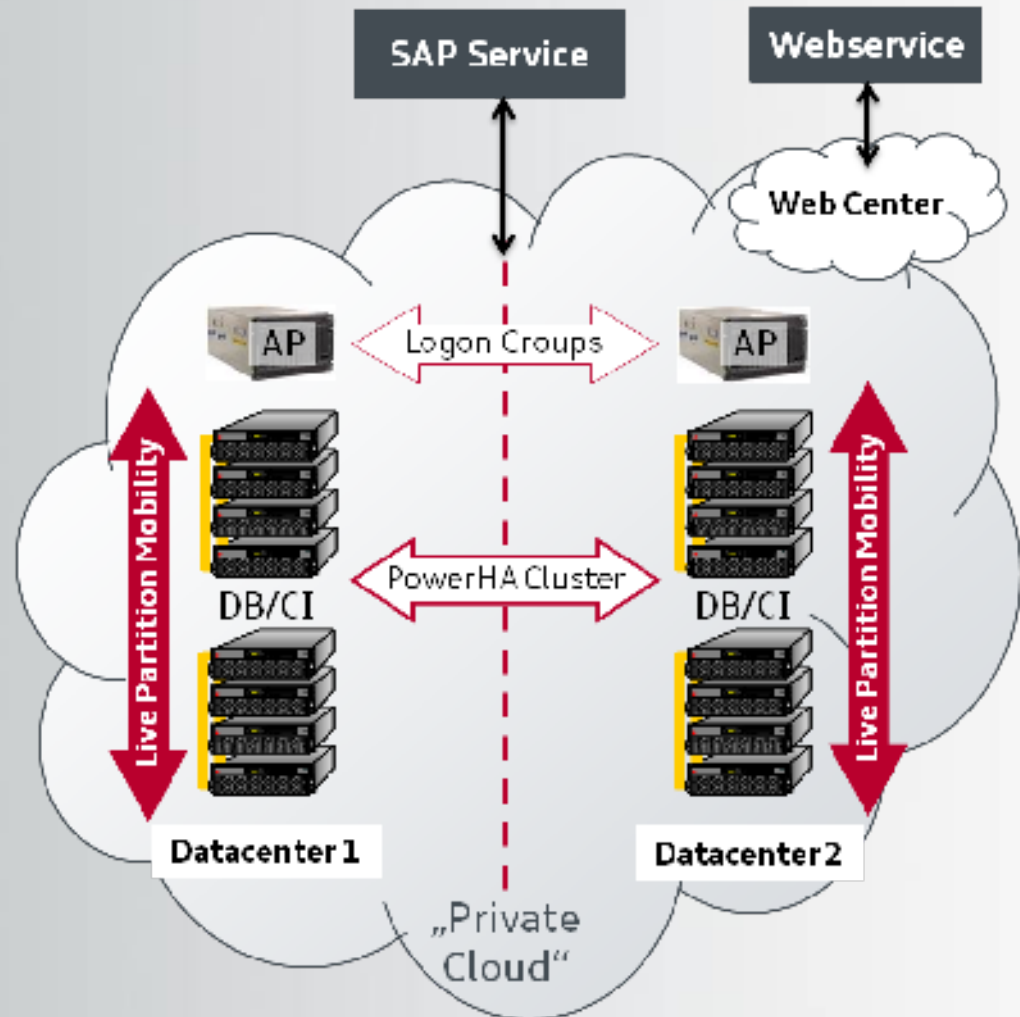 SAP Service
Webservice
Web Center
AP
Logon Croups
AP
Live Partition Mobility
Live Partition Mobility
PowerHA Cluster
DB/CI
DB/CI
Datacenter 1
Datacenter 2
„Private
Cloud“